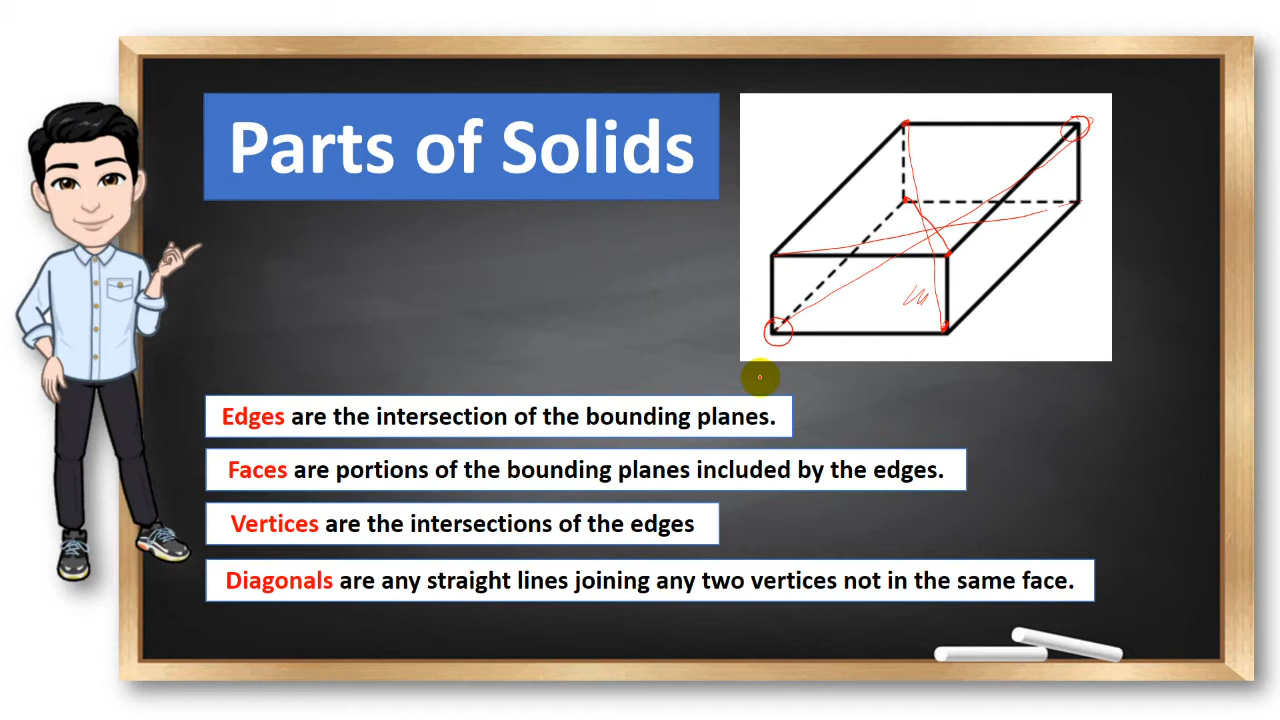 Parts of Solids
Edges are the intersection of the bounding planes.
Faces are portions of the bounding planes included by the edges.
Vertices are the intersections of the edges
Diagonals are any straight lines joining any two vertices not in the same face.